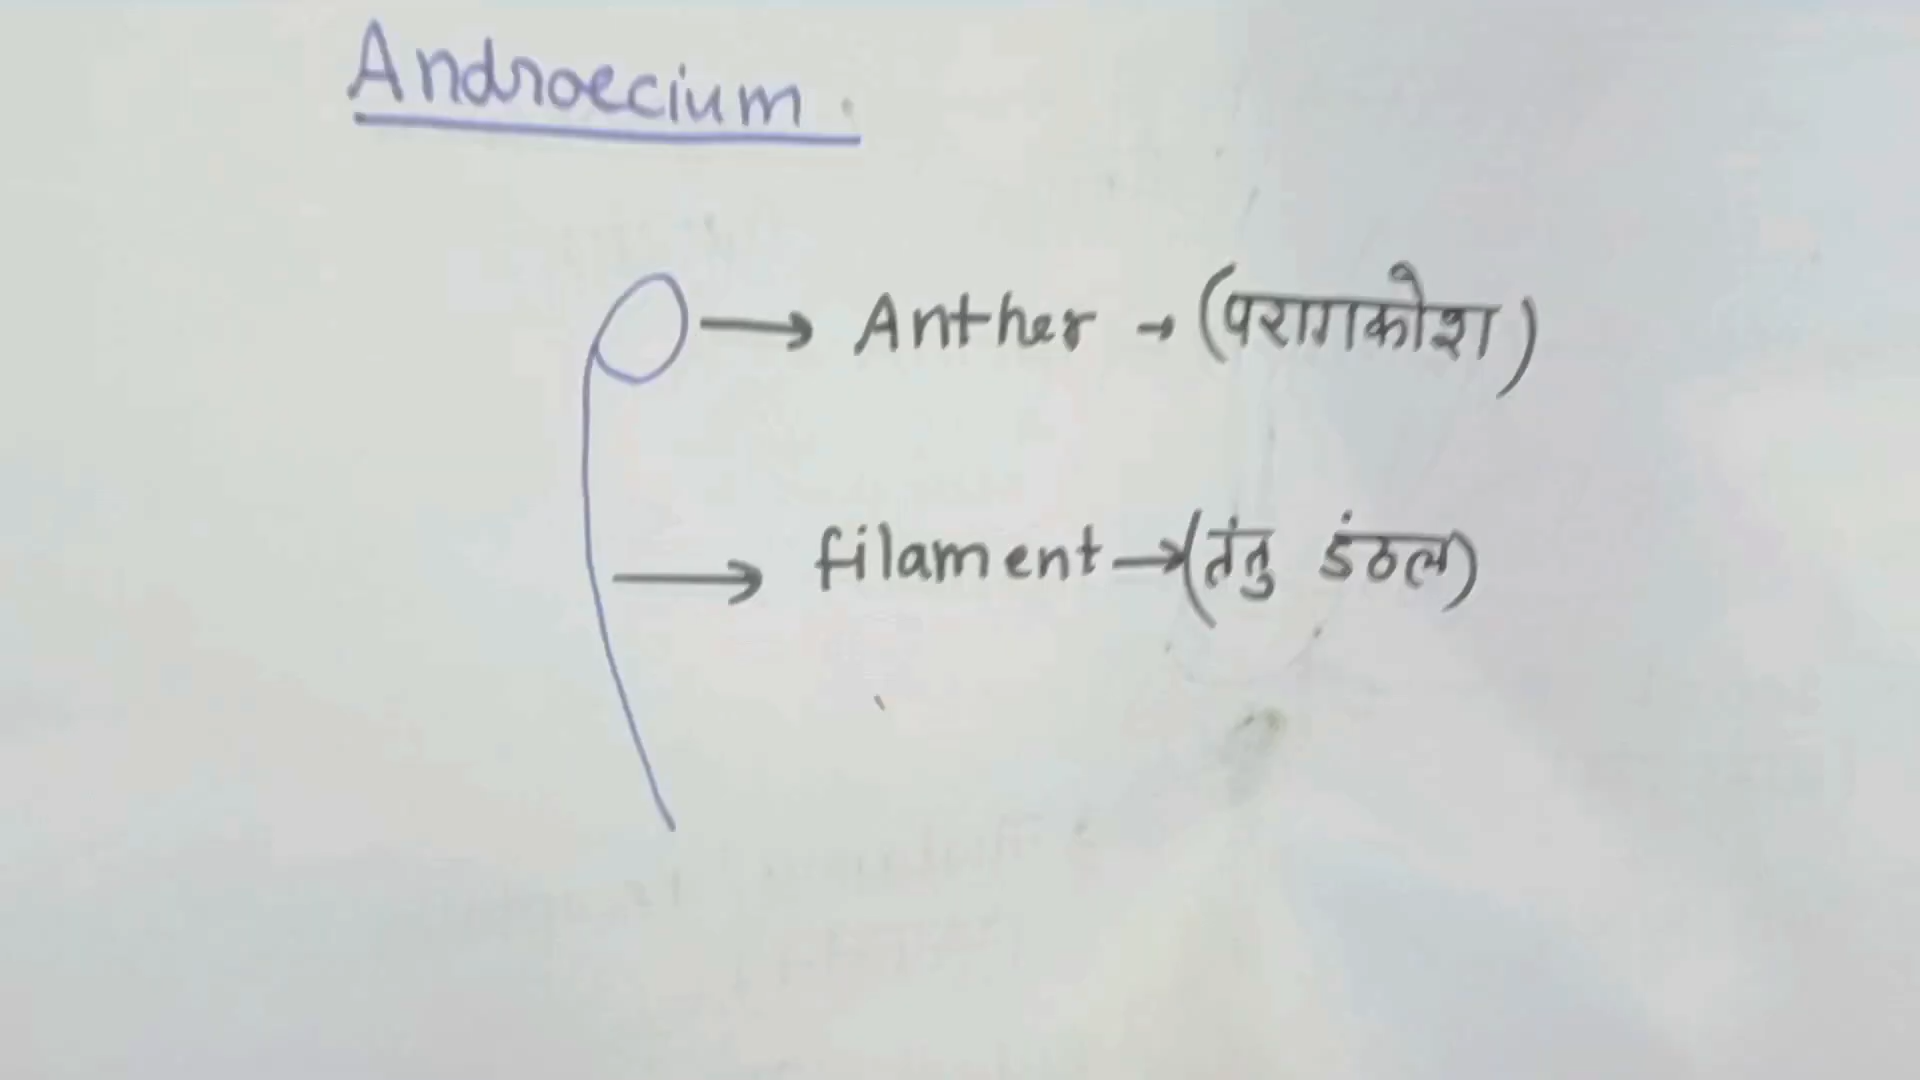 Androecium
→ Anther → (परागकोश)
→ filament → (तंतु डंठल)